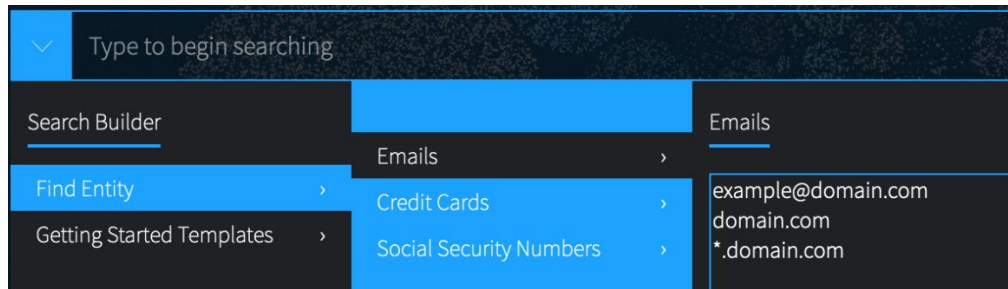 Type to begin searching
Search Builder
Find Entity ›
Getting Started Templates ›
Emails ›
Credit Cards ›
Social Security Numbers ›
Emails
example@domain.com
domain.com
*.domain.com